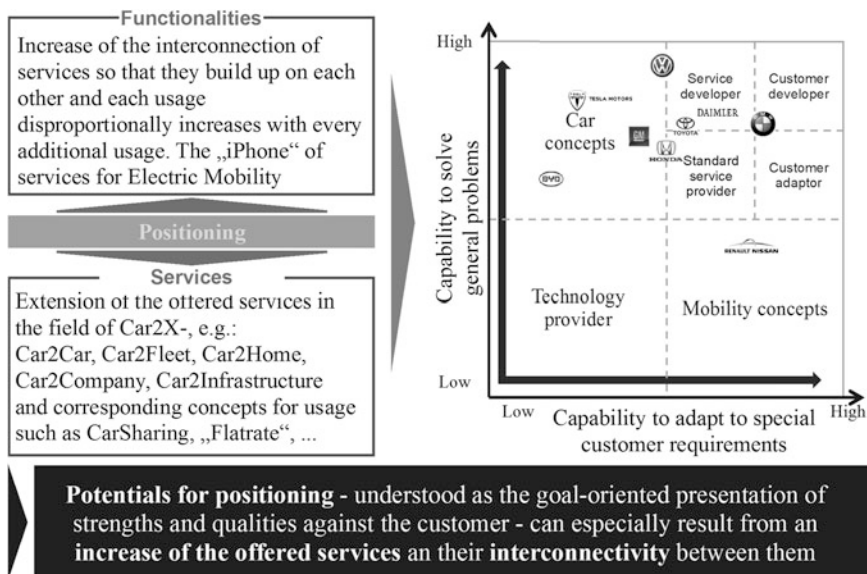 Functionalities
Increase of the interconnection of
services so that they build up on each
other and each usage
disproportionally increases with every
additional usage. The „iPhone“ of
services for Electric Mobility
Positioning
Services
Extension of the offered services in
the field of Car2X-, e.g.:
Car2Car, Car2Fleet, Car2Home,
Car2Company, Car2Infrastructure
and corresponding concepts for usage
such as CarSharing, „Flatrate“, ...
Capability to solve
general problems
High
Low
TESLA MOTORS
Car
concepts
GM
BYD
HONDA
Service
developer
DAIMLER
TOYOTA
Standard
service
provider
Customer
developer
BMW
Customer
adaptor
RENAULT NISSAN
Technology
provider
Mobility concepts
Low
High
Capability to adapt to special
customer requirements
Potentials for positioning - understood as the goal-oriented presentation of
strengths and qualities against the customer - can especially result from an
increase of the offered services an their interconnectivity between them